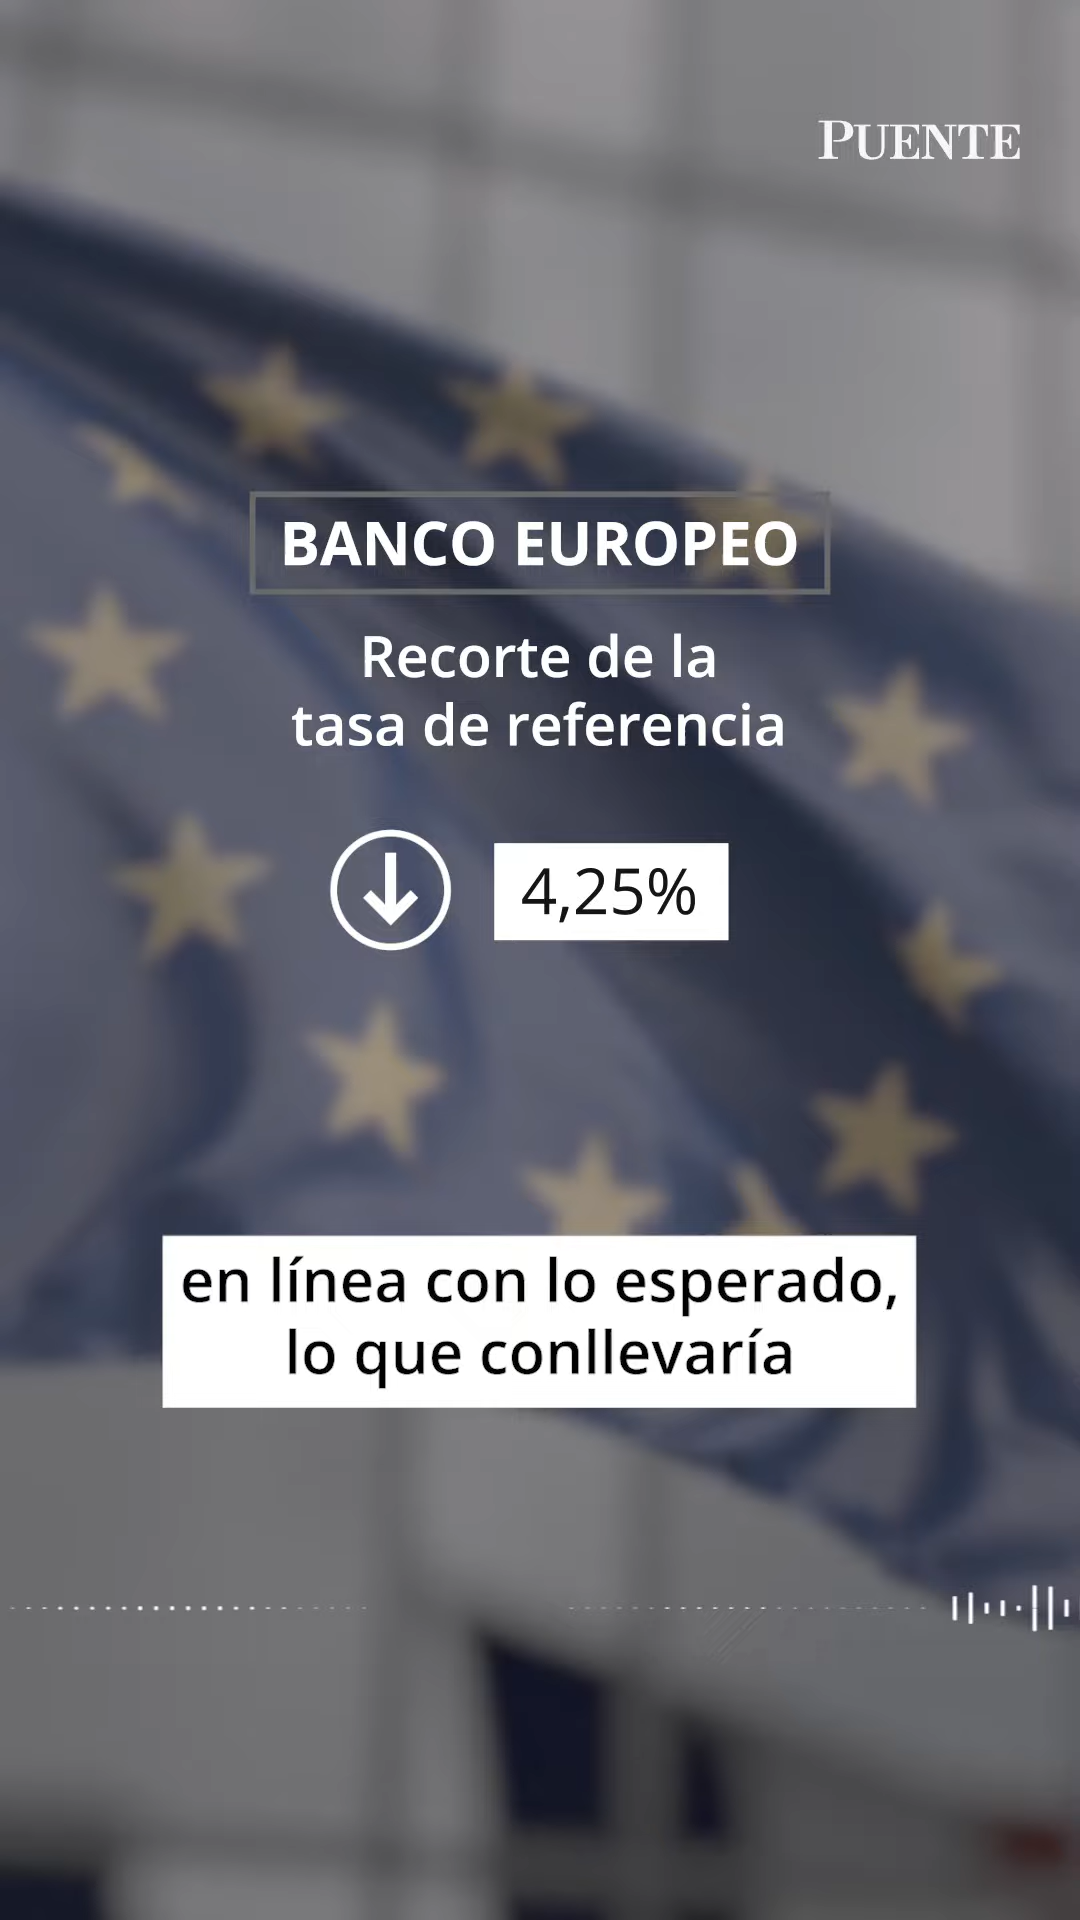 PUENTE
BANCO EUROPEO
Recorte de la
tasa de referencia
4,25%
en línea con lo esperado,
lo que conllevaría